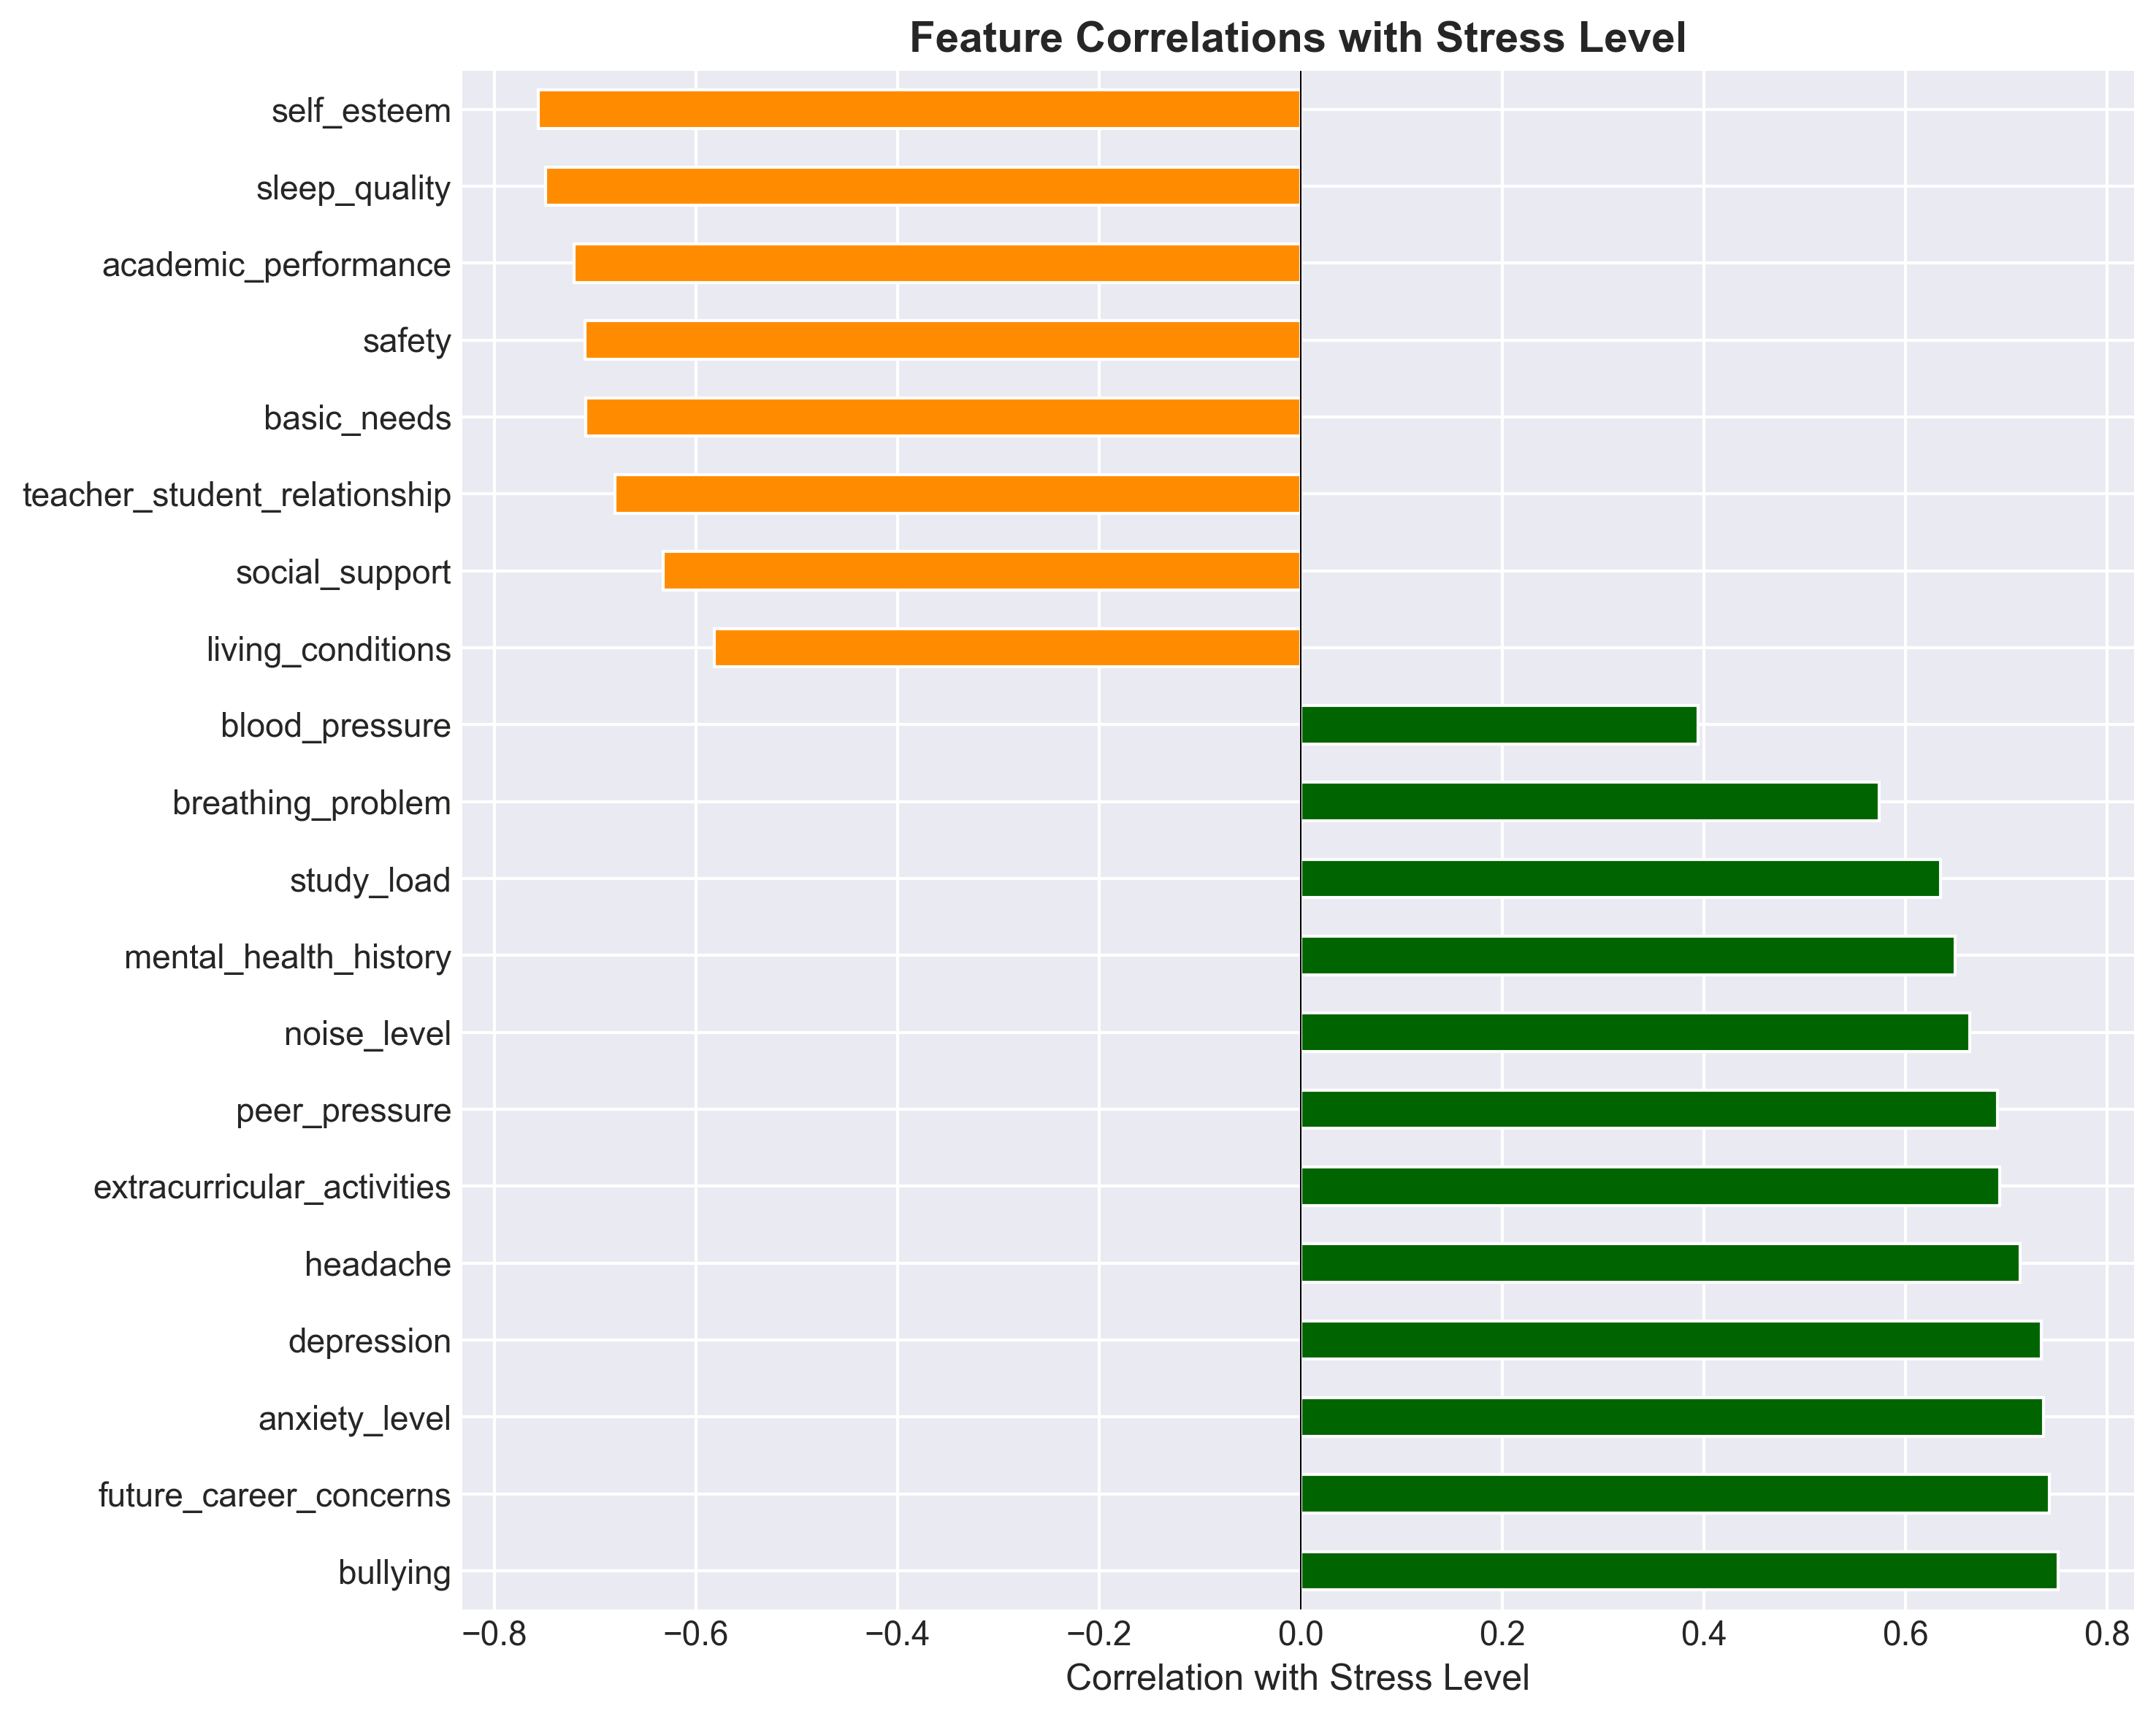 Feature Correlations with Stress Level
self_esteem
sleep_quality
academic_performance
safety
basic_needs
teacher_student_relationship
social_support
living_conditions
blood_pressure
breathing_problem
study_load
mental_health_history
noise_level
peer_pressure
extracurricular_activities
headache
depression
anxiety_level
future_career_concerns
bullying
−0.8 −0.6 −0.4 −0.2 0.0 0.2 0.4 0.6 0.8
Correlation with Stress Level